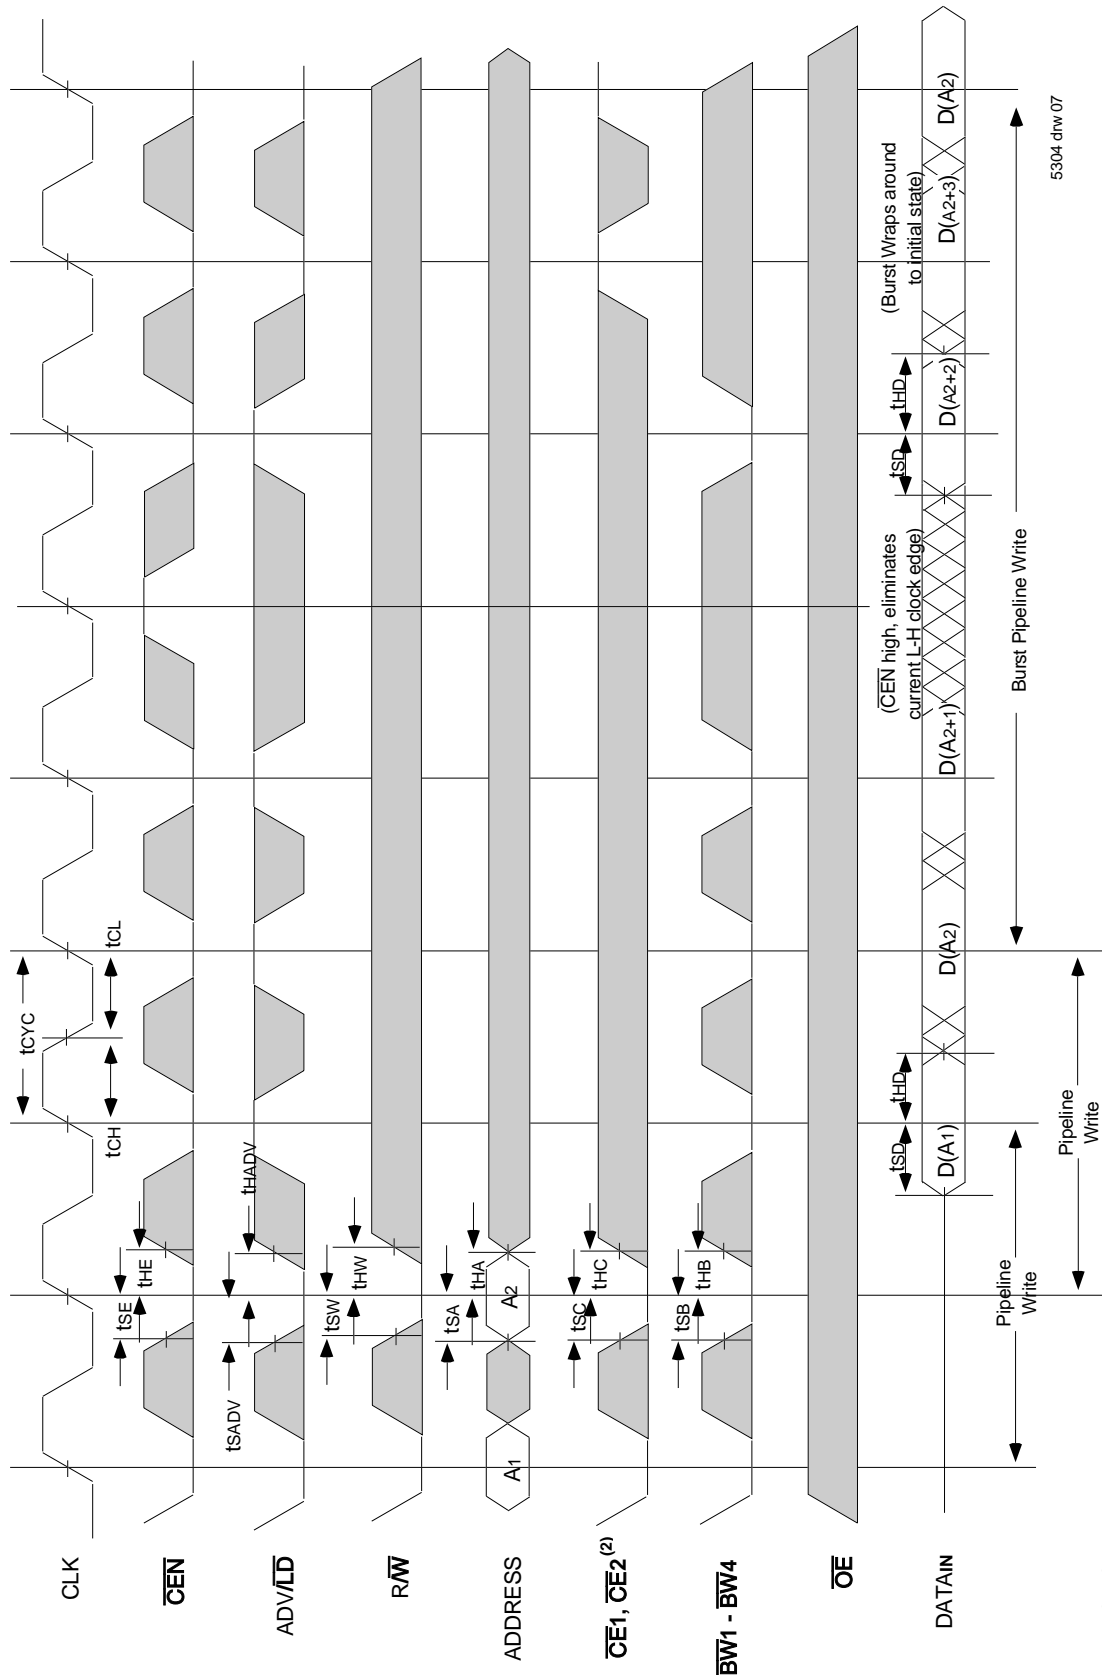 CLK
tCYC
tCH
tCL
CEN
tSE
tHE
ADV/LD
tSADV
tHADV
R/W
tSW
tHW
ADDRESS
A1
A2
tSA
tHA
CE1, CE2(2)
tSC
tHC
BW1 - BW4
tSB
tHB
OE
DATAIN
D(A1)
tSD
tHD
D(A2)
D(A2+1)
(CEN high, eliminates
current L-H clock edge)
tSD
tHD
D(A2+2)
(Burst Wraps around
to initial state)
D(A2+3)
D(A2)
Pipeline
Write
Pipeline
Write
Burst Pipeline Write
5304 drw 07